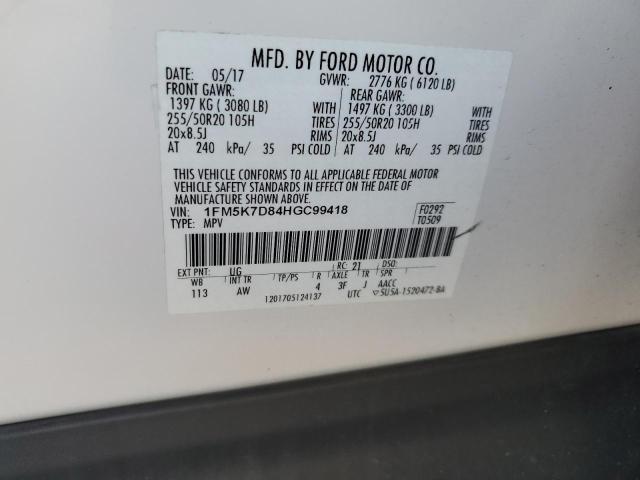 MFD. BY FORD MOTOR CO.
DATE: 05/17 GVWR: 2776 KG ( 6120 LB)
FRONT GAWR: REAR GAWR:
1397 KG ( 3080 LB) WITH 1497 KG ( 3300 LB) WITH
255/50R20 105H TIRES 255/50R20 105H TIRES
20x8.5J RIMS 20x8.5J RIMS
AT 240 kPa/ 35 PSI COLD AT 240 kPa/ 35 PSI COLD
THIS VEHICLE CONFORMS TO ALL APPLICABLE FEDERAL MOTOR
VEHICLE SAFETY STANDARDS IN EFFECT ON THE DATE OF
MANUFACTURE SHOWN ABOVE.
VIN: 1FM5K7D84HGC99418 F0292
TYPE: MPV T0509
EXT PNT: UG RC: 21 DSO:
WB INT TR TP/PS R AXLE TR SPR
113 AW 4 3F J AACC
1201705124137 UTC ▽5U5A-1520472-BA